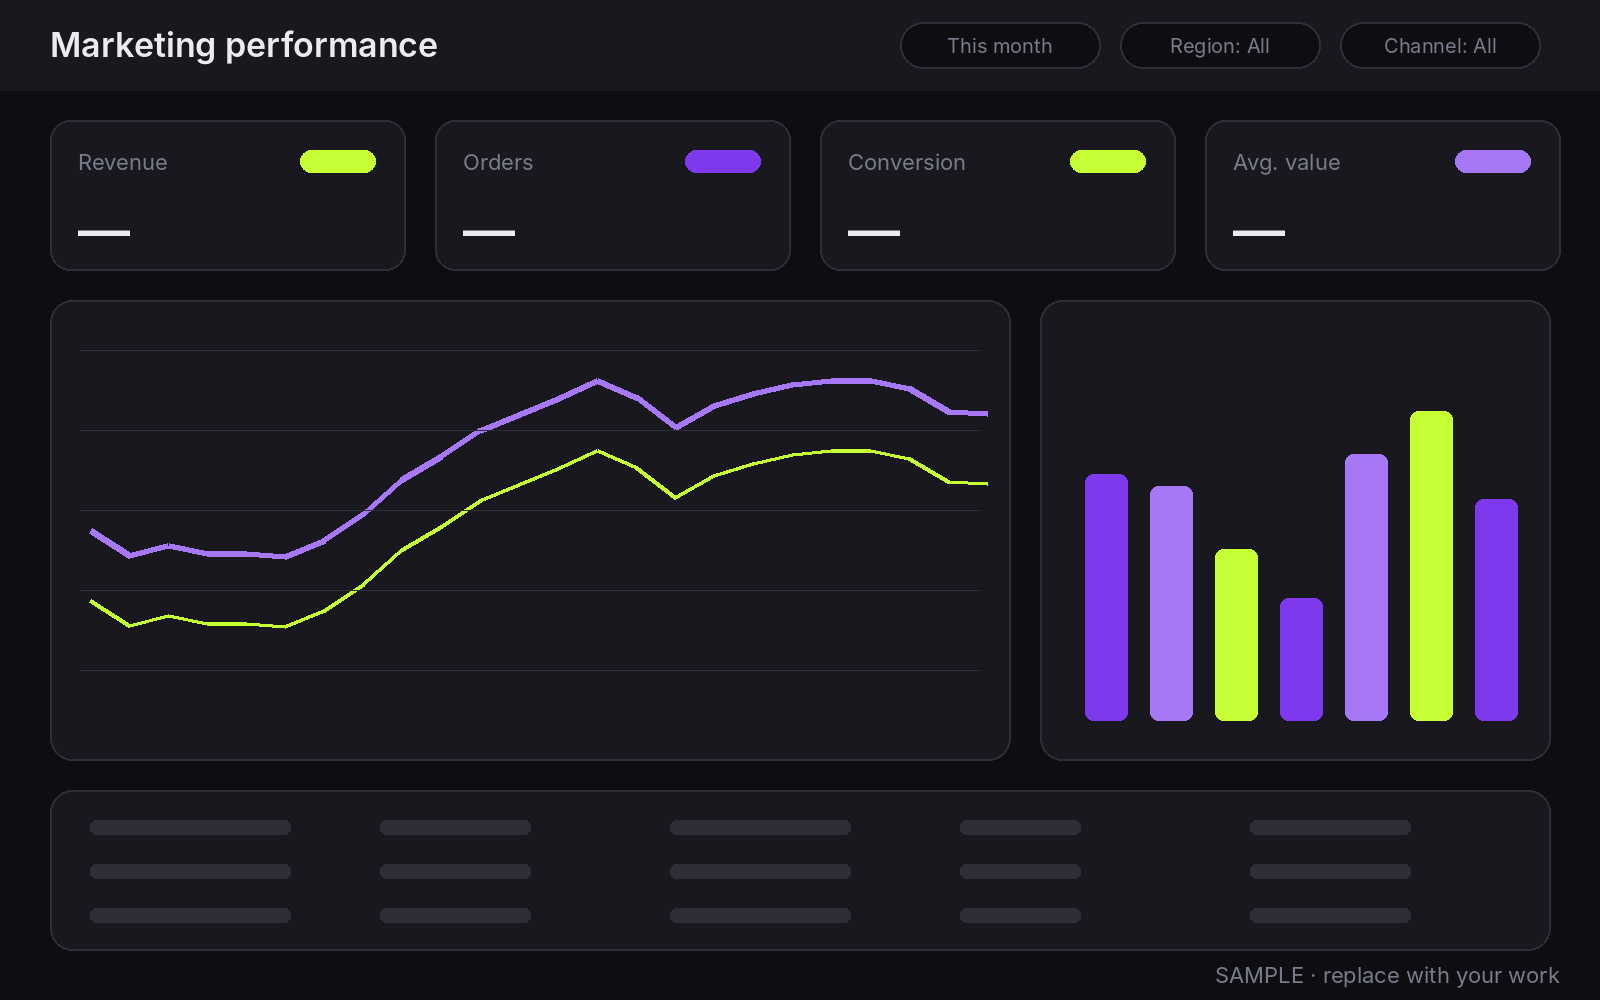 Marketing performance
This month
Region: All
Channel: All
Revenue
Orders
Conversion
Avg. value
SAMPLE · replace with your work